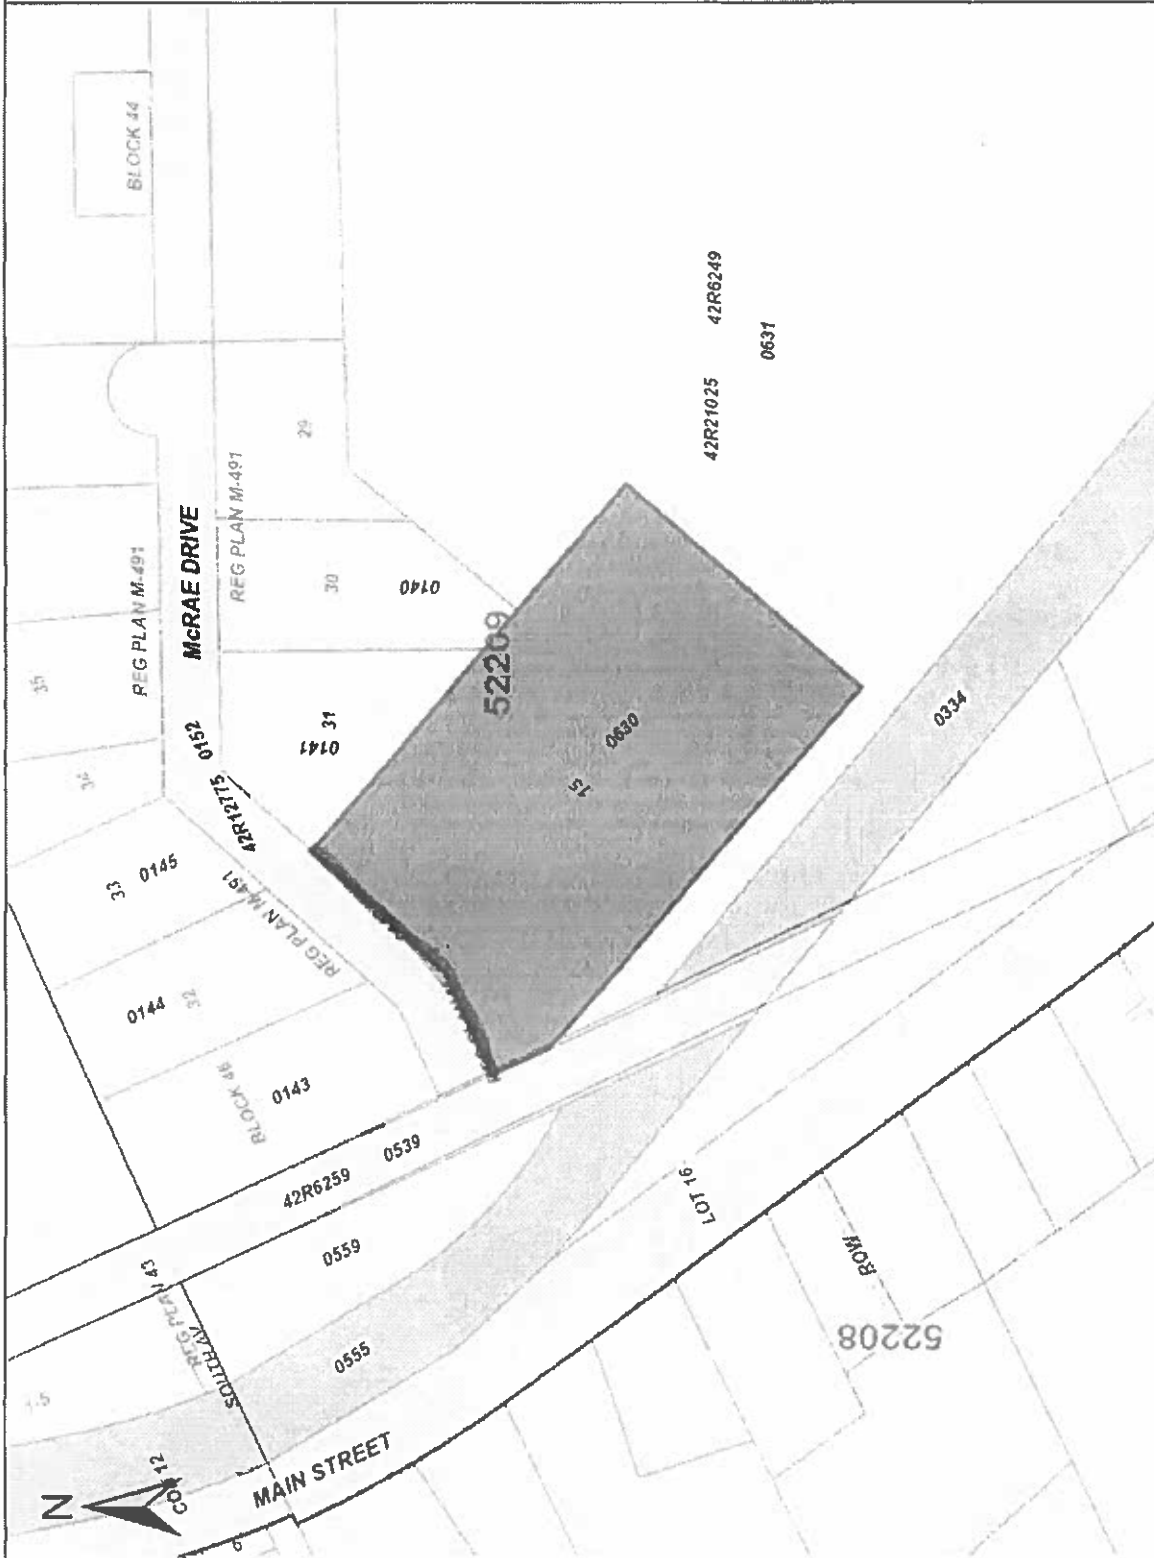 BLOCK 44
REG PLAN M-491
McRAE DRIVE
REG PLAN M-491
29
30
0140
35
34
0152
42R12775
31
0141
33
0145
REG PLAN M-491
0144
32
BLOCK 46
0143
52209
0630
15
42R6249
42R21025
0631
0334
42R6259
0539
0559
0555
REG PLAN 43
SOUTH AV
CON 12
MAIN STREET
N
LOT 16
ROW
52208